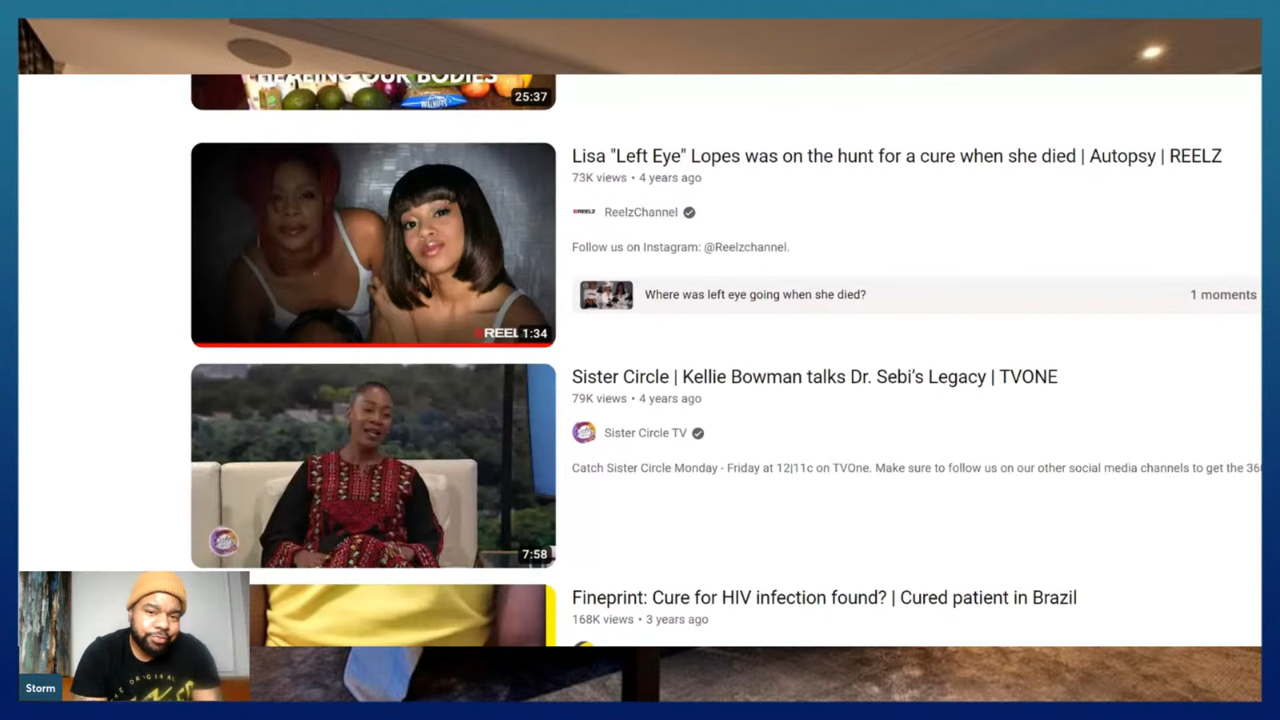 HEALING OUR BODIES
WALNUTS
25:37
Lisa "Left Eye" Lopes was on the hunt for a cure when she died | Autopsy | REELZ
73K views • 4 years ago
REELZ
ReelzChannel
Follow us on Instagram: @Reelzchannel.
Where was left eye going when she died?
1 moments
REEL
1:34
Sister Circle | Kellie Bowman talks Dr. Sebi’s Legacy | TVONE
79K views • 4 years ago
Sister Circle TV
Catch Sister Circle Monday - Friday at 12|11c on TVOne. Make sure to follow us on our other social media channels to get the 36
7:58
Fineprint: Cure for HIV infection found? | Cured patient in Brazil
168K views • 3 years ago
THE ORIGINAL
Storm